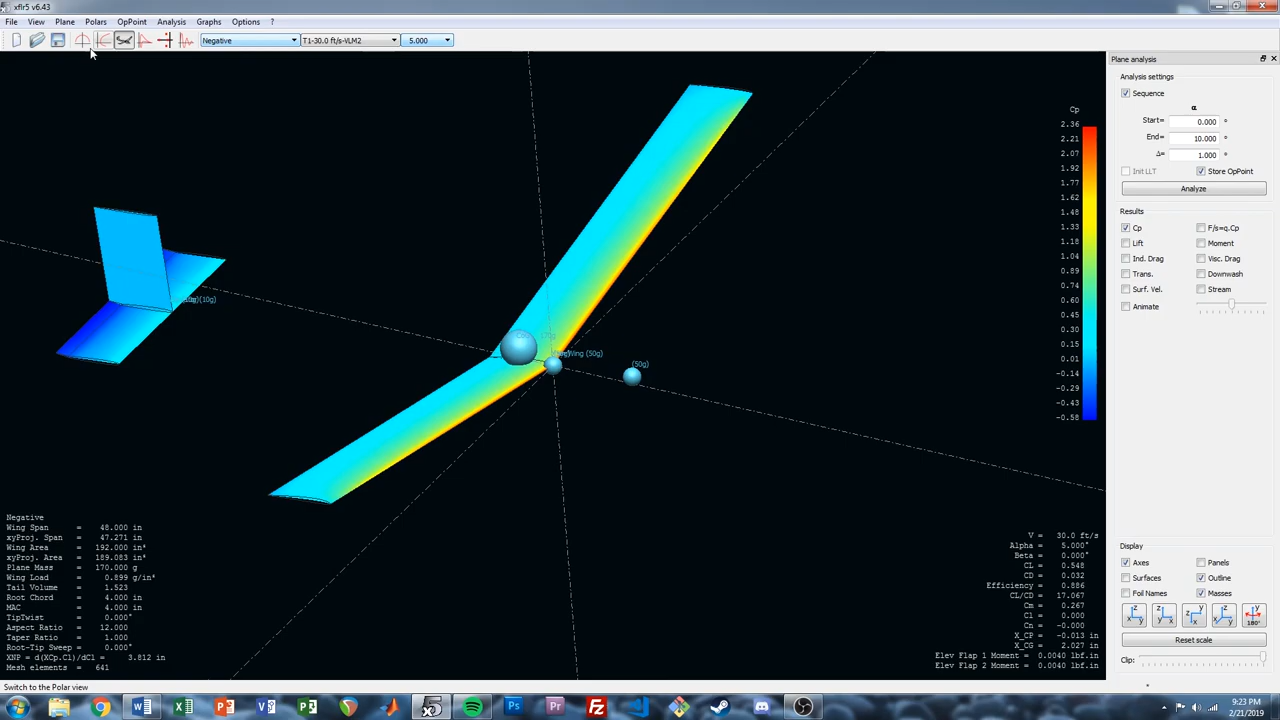 xflr5 v6.43
File View Plane Polars OpPoint Analysis Graphs Options ?
Negative T1-30.0 ft/s-VLM2 5.000
Plane analysis
Analysis settings
Sequence
α
Start= 0.000 °
End= 10.000 °
Δ= 1.000 °
Init LLT Store OpPoint
Analyze
Results
Cp F/s=q.Cp
Lift Moment
Ind. Drag Visc. Drag
Trans. Downwash
Surf. Vel. Stream
Animate
Cp
2.36
2.21
2.07
1.92
1.77
1.62
1.48
1.33
1.18
1.04
0.89
0.74
0.60
0.45
0.30
0.15
0.01
-0.14
-0.29
-0.43
-0.58
(10g)
Wing (50g)
(50g)
Negative
Wing Span = 48.000 in
xyProj. Span = 47.271 in
Wing Area = 192.000 in²
xyProj. Area = 189.083 in²
Plane Mass = 170.000 g
Wing Load = 0.899 g/in²
Tail Volume = 1.523
Root Chord = 4.000 in
MAC = 4.000 in
TipTwist = 0.000°
Aspect Ratio = 12.000
Taper Ratio = 1.000
Root-Tip Sweep = 0.000°
XNP = d(XCp.Cl)/dCl = 3.812 in
Mesh elements = 641
V = 30.0 ft/s
Alpha = 5.000°
Beta = 0.000°
CL = 0.548
CD = 0.032
Efficiency = 0.886
CL/CD = 17.067
Cm = 0.267
Cl = 0.000
Cn = -0.000
X_CP = -0.013 in
X_CG = 2.027 in
Elev Flap 1 Moment = 0.0040 lbf.in
Elev Flap 2 Moment = 0.0040 lbf.in
Display
Axes Panels
Surfaces Outline
Foil Names Masses
Reset scale
Clip:
Switch to the Polar view
9:23 PM
2/21/2019